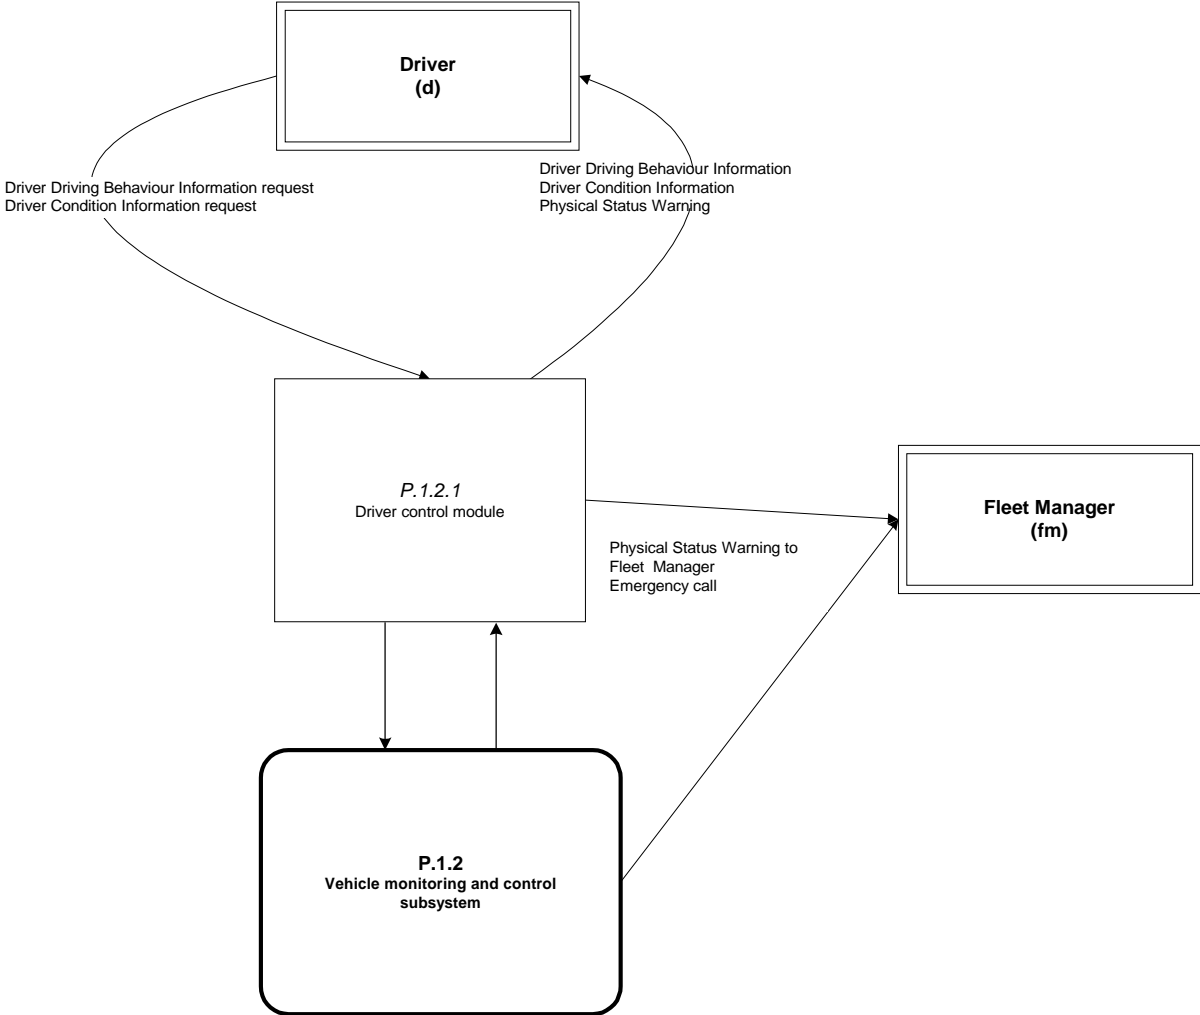 Driver
(d)
Driver Driving Behaviour Information request
Driver Condition Information request
Driver Driving Behaviour Information
Driver Condition Information
Physical Status Warning
P.1.2.1
Driver control module
Fleet Manager
(fm)
Physical Status Warning to
Fleet Manager
Emergency call
P.1.2
Vehicle monitoring and control
subsystem